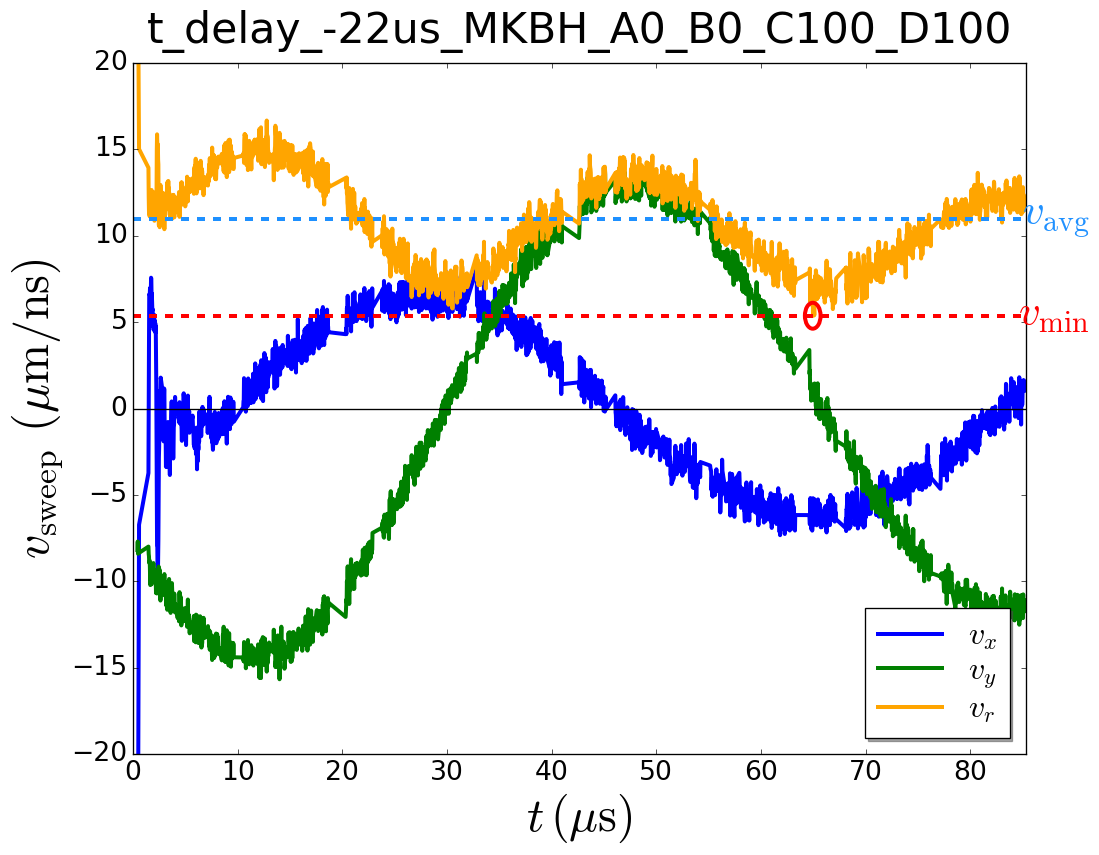 t_delay_-22us_MKBH_A0_B0_C100_D100
20
15
10
5
0
−5
−10
−15
−20
v_sweep (μm/ns)
v_avg
v_min
v_x
v_y
v_r
0 10 20 30 40 50 60 70 80
t (μs)